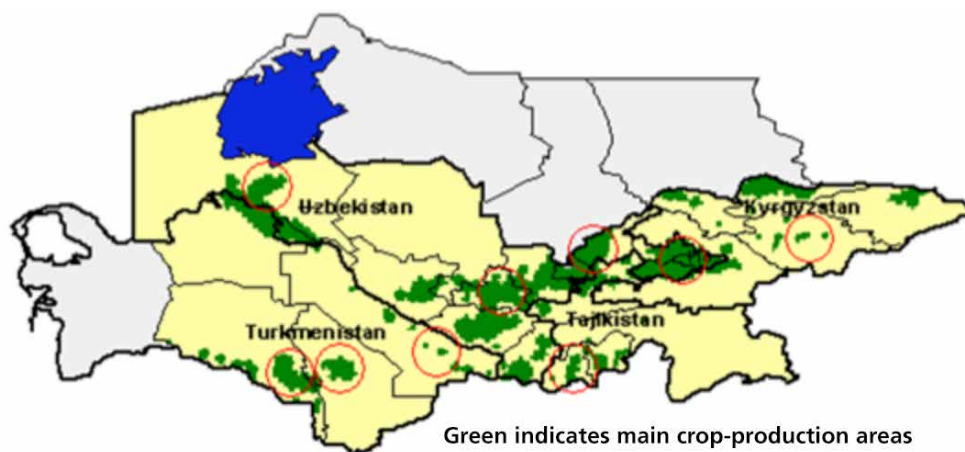 Uzbekistan
Kyrgyzstan
Turkmenistan
Tajikistan
Green indicates main crop-production areas